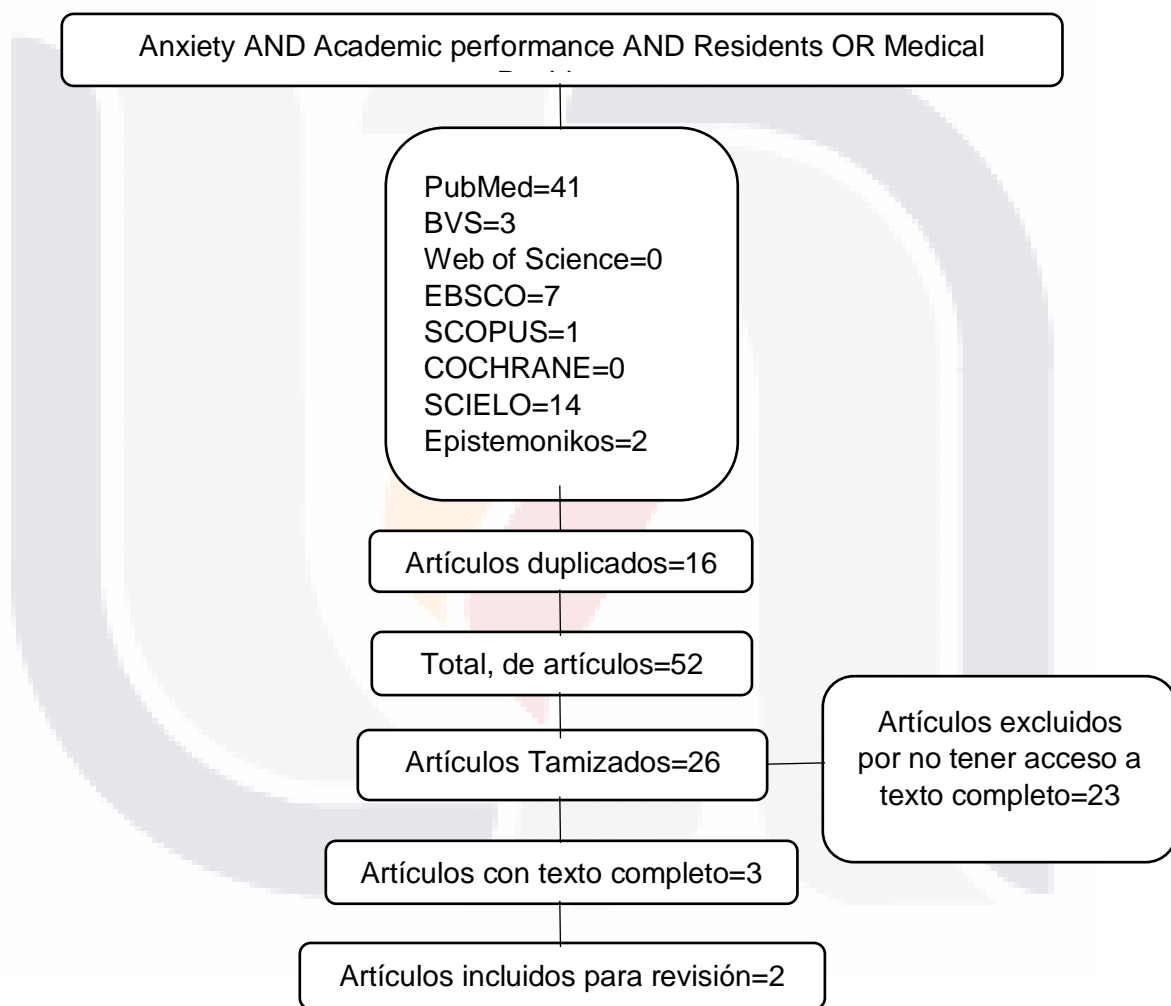 Anxiety AND Academic performance AND Residents OR Medical
PubMed=41
BVS=3
Web of Science=0
EBSCO=7
SCOPUS=1
COCHRANE=0
SCIELO=14
Epistemonikos=2
Artículos duplicados=16
Total, de artículos=52
Artículos Tamizados=26
Artículos excluidos
por no tener acceso a
texto completo=23
Artículos con texto completo=3
Artículos incluidos para revisión=2